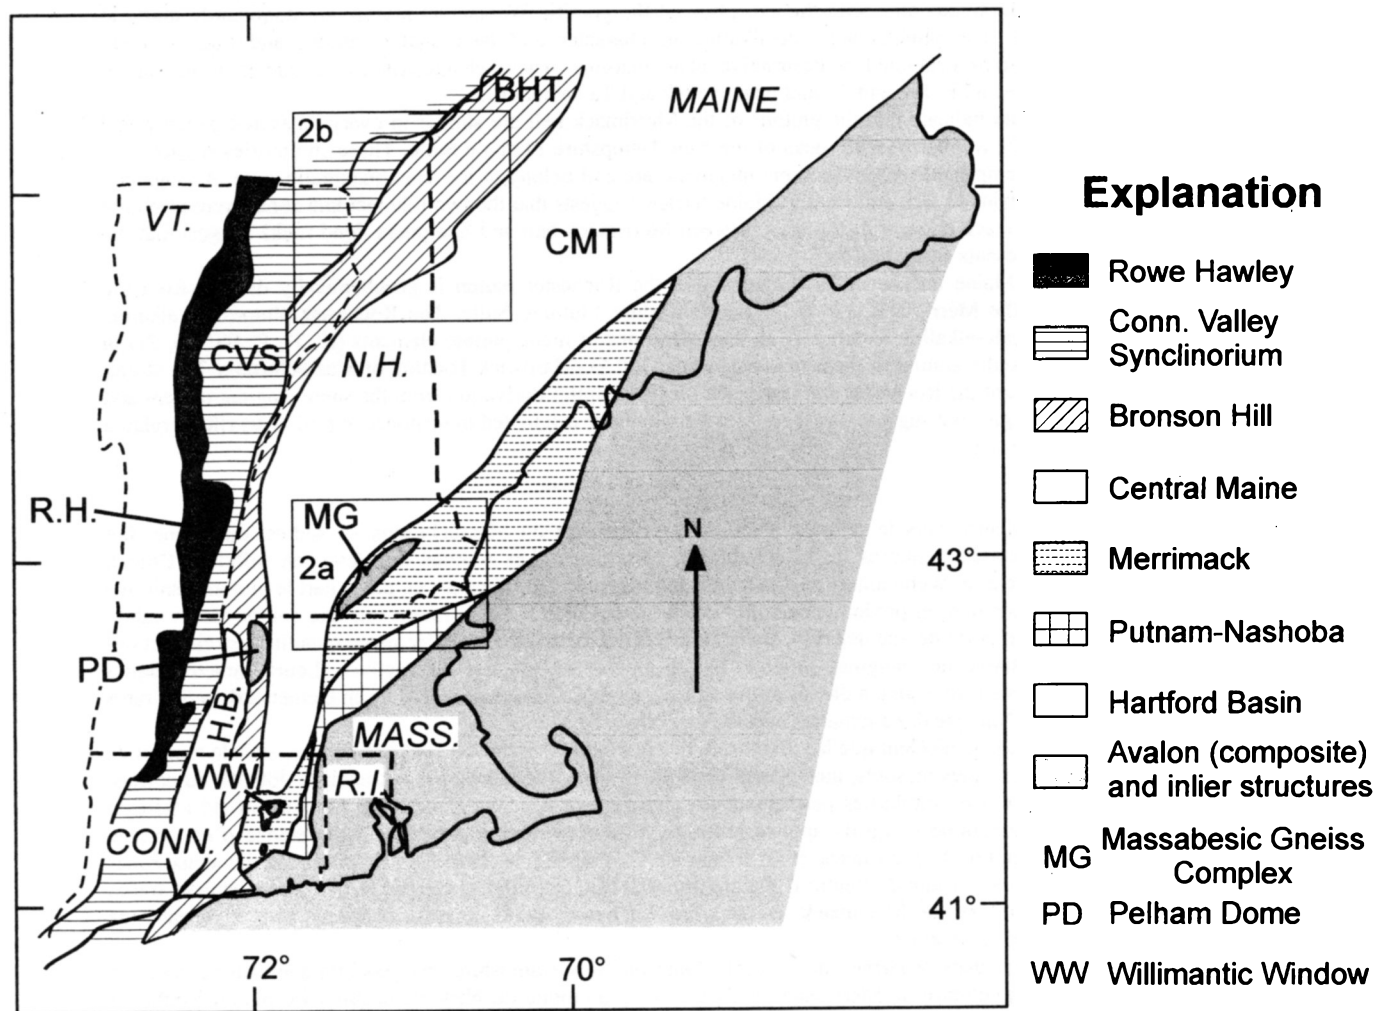 BHT
2b
MAINE
VT.
CMT
CVS
N.H.
R.H.
MG
2a
N
43°
PD
H.B.
MASS.
WW
R.I.
CONN.
41°
72°
70°
Explanation
Rowe Hawley
Conn. Valley
Synclinorium
Bronson Hill
Central Maine
Merrimack
Putnam-Nashoba
Hartford Basin
Avalon (composite)
and inlier structures
MG Massabesic Gneiss
Complex
PD Pelham Dome
WW Willimantic Window